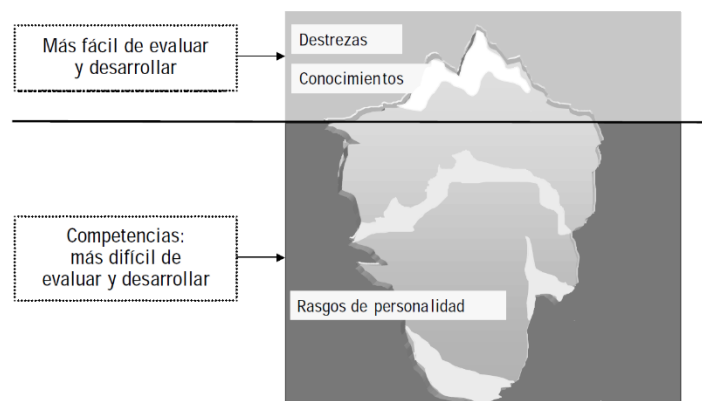 Más fácil de evaluar
y desarrollar
Destrezas
Conocimientos
Competencias:
más difícil de
evaluar y desarrollar
Rasgos de personalidad